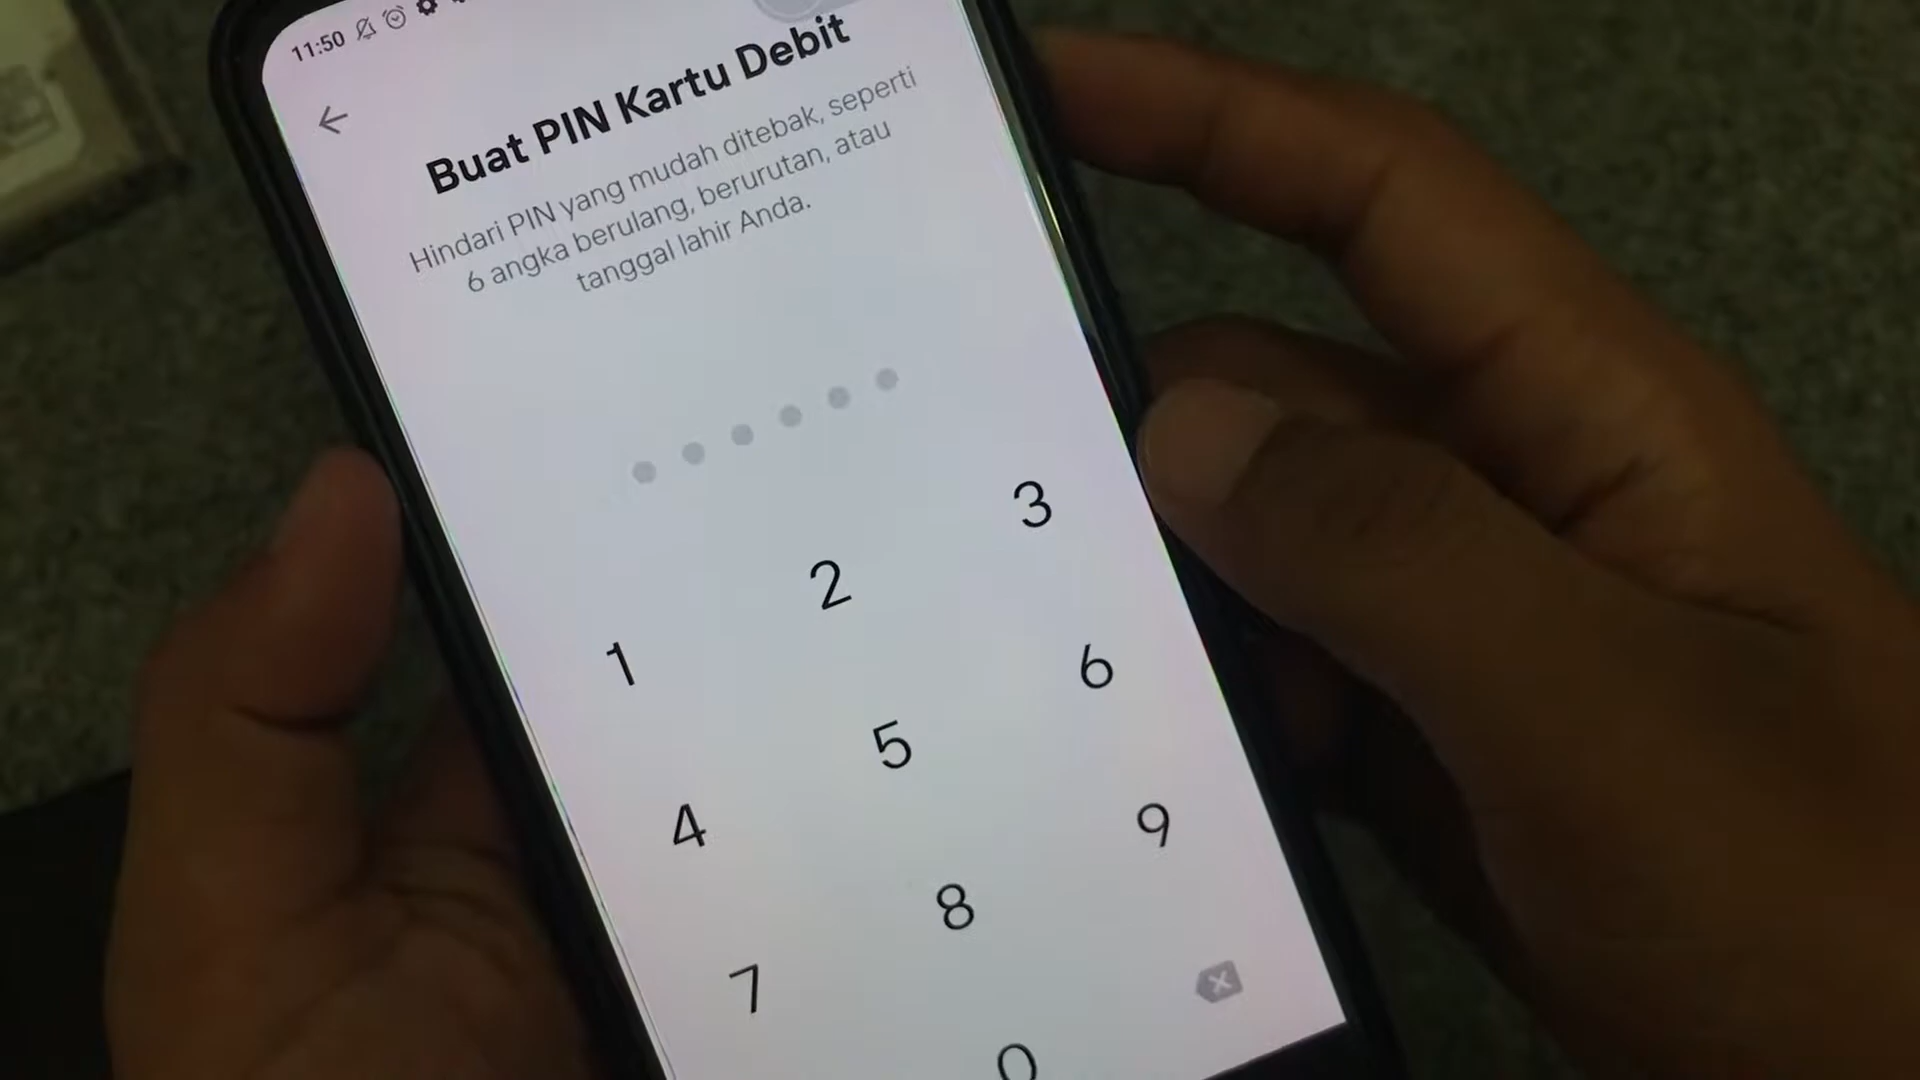 11:50
Buat PIN Kartu Debit
Hindari PIN yang mudah ditebak, seperti
6 angka berulang, berurutan, atau
tanggal lahir Anda.
1 2 3
4 5 6
7 8 9
0